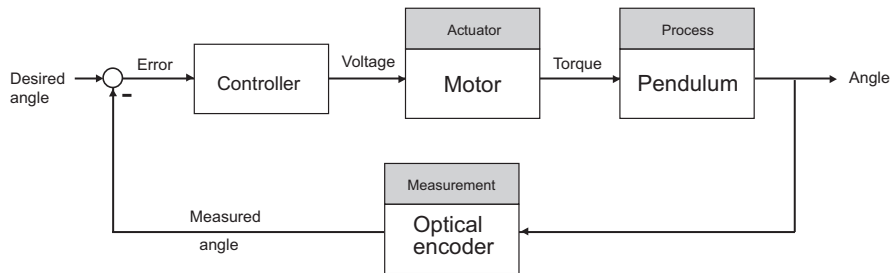 Desired
angle
Error
Controller
Voltage
Actuator
Motor
Torque
Process
Pendulum
Angle
-
Measurement
Optical
encoder
Measured
angle